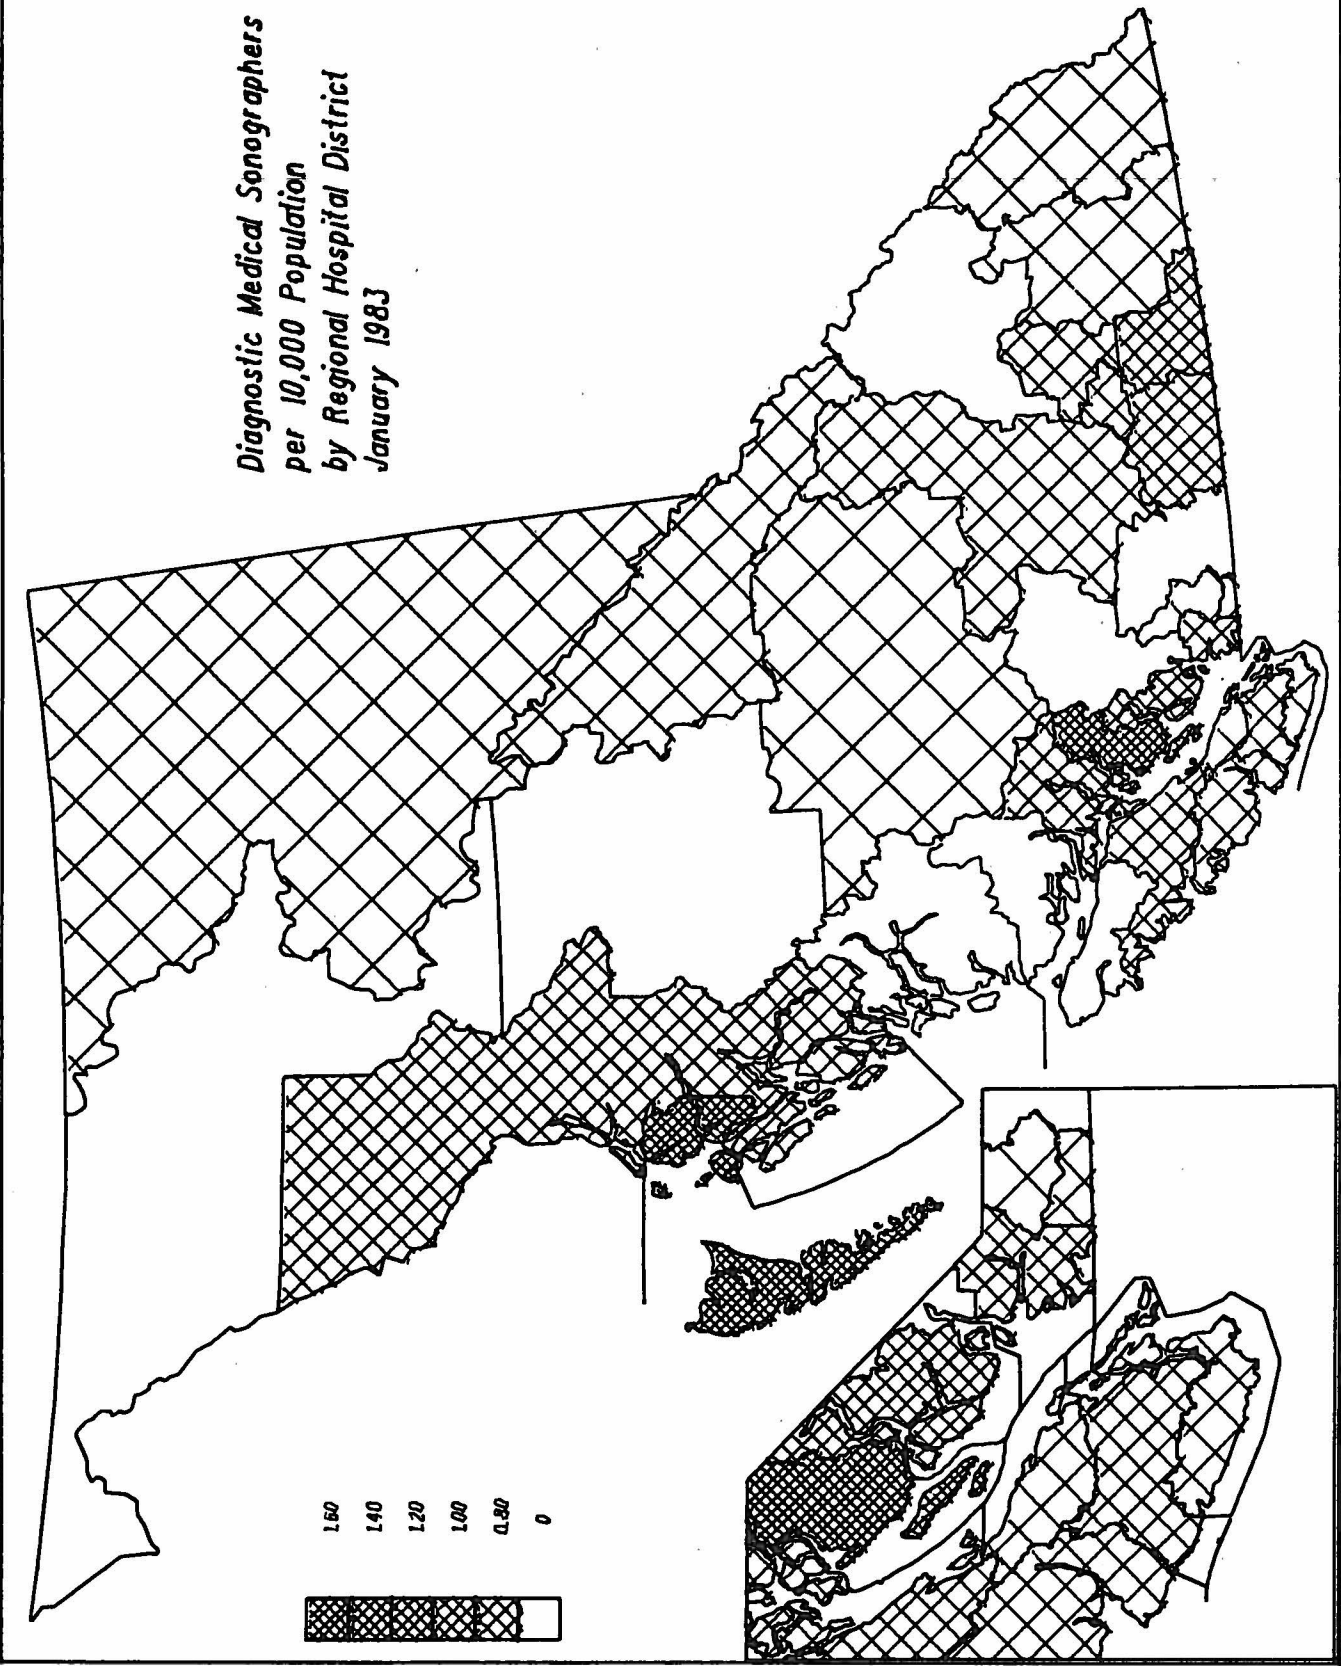 Diagnostic Medical Sonographers
per 10,000 Population
by Regional Hospital District
January 1983
1.60
1.40
1.20
1.00
0.80
0